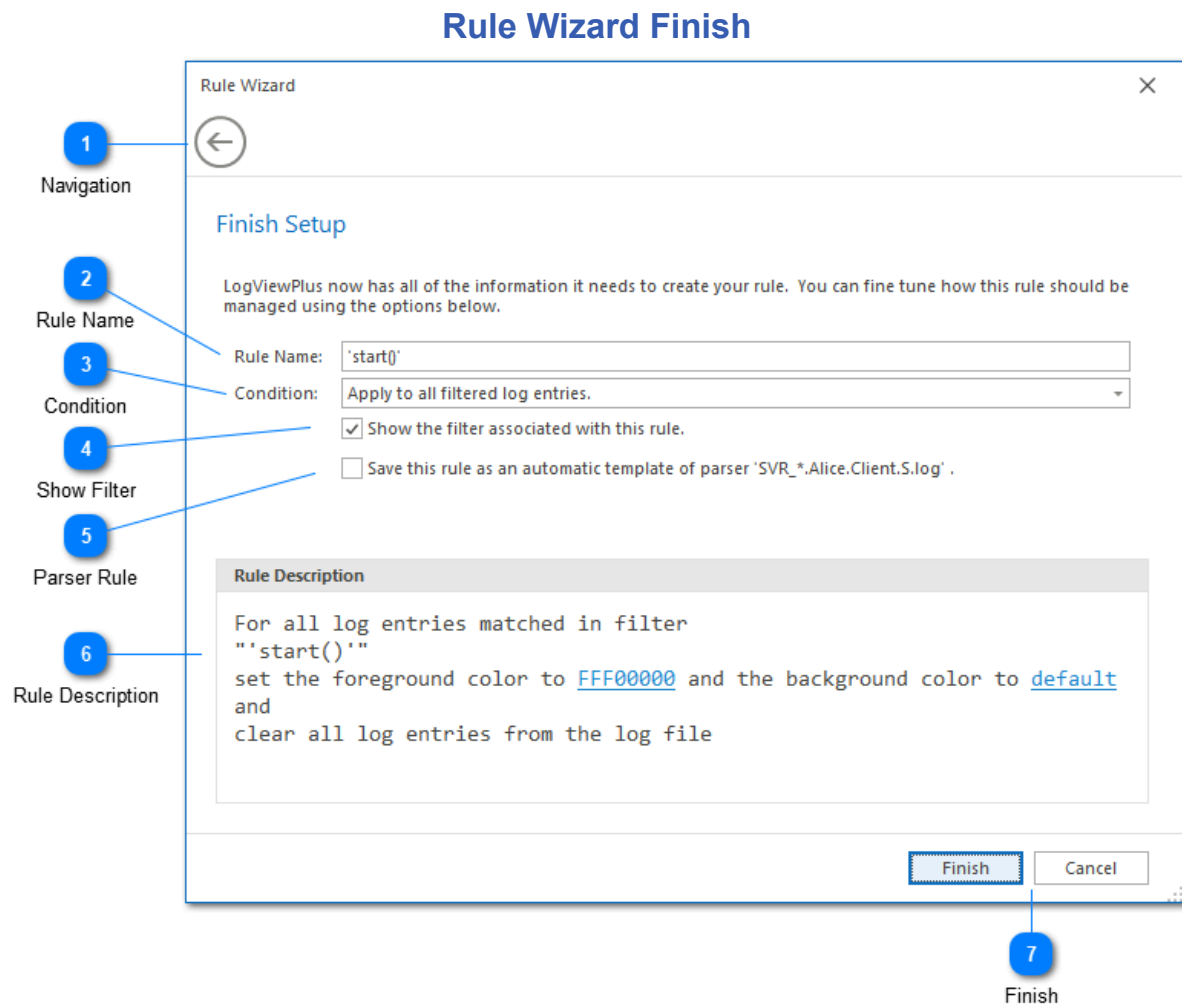 Rule Wizard Finish
Rule Wizard
1
Navigation
Finish Setup
2
Rule Name
LogViewPlus now has all of the information it needs to create your rule.  You can fine tune how this rule should be
managed using the options below.
Rule Name: 'start()'
3
Condition
Condition: Apply to all filtered log entries.
4
Show Filter
Show the filter associated with this rule.
Save this rule as an automatic template of parser 'SVR_*.Alice.Client.S.log' .
5
Parser Rule
Rule Description
6
Rule Description
For all log entries matched in filter
"'start()'"
set the foreground color to FFF00000 and the background color to default
and
clear all log entries from the log file
Finish Cancel
7
Finish